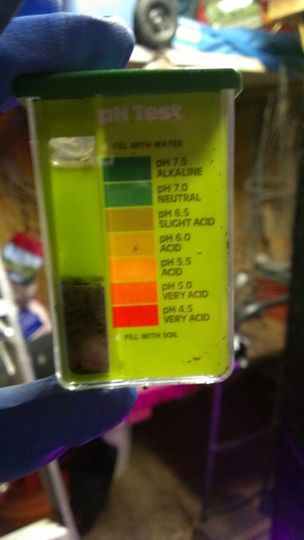 pH Test
FILL WITH WATER
pH 7.5
ALKALINE
pH 7.0
NEUTRAL
pH 6.5
SLIGHT ACID
pH 6.0
ACID
pH 5.5
ACID
pH 5.0
VERY ACID
pH 4.5
VERY ACID
FILL WITH SOIL